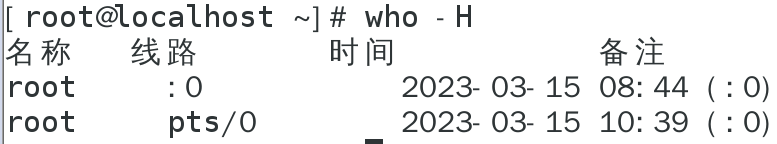 [root@localhost ~]# who -H
名称    线路        时间            备注
root     :0           2023-03-15 08:44 (:0)
root     pts/0        2023-03-15 10:39 (:0)